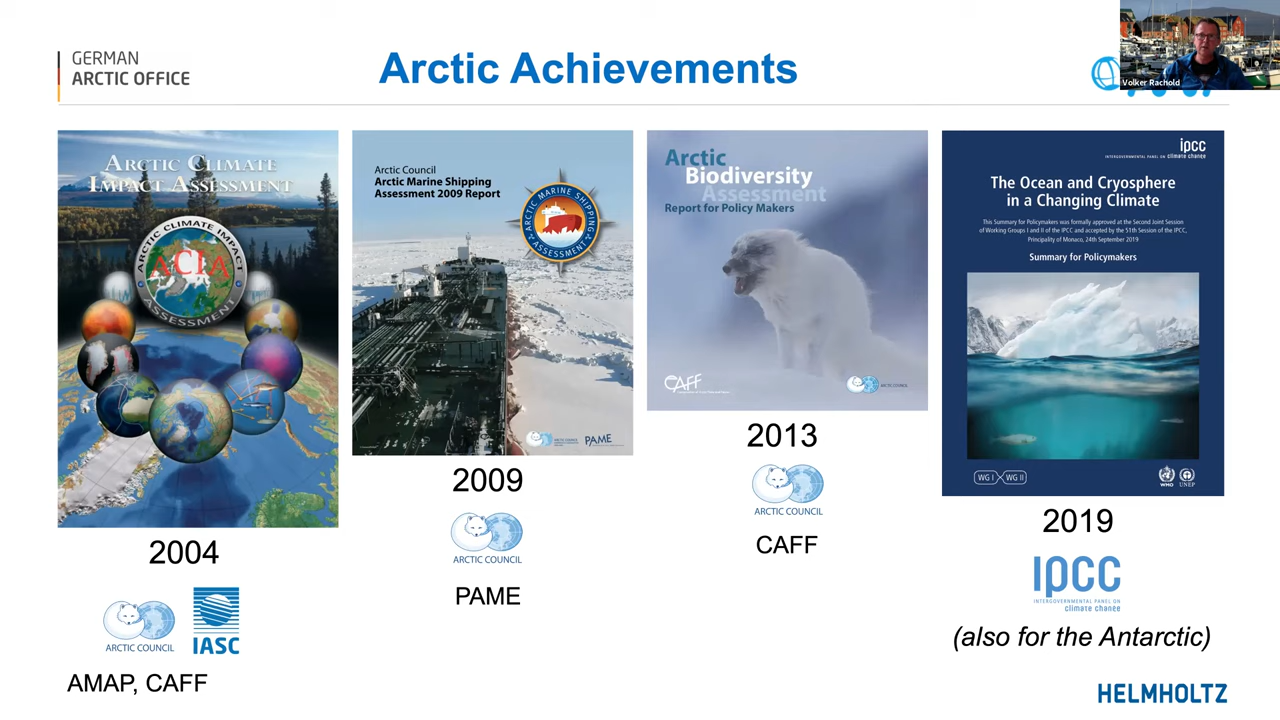 GERMAN
ARCTIC OFFICE
Arctic Achievements
Volker Rachold
ARCTIC CLIMATE
IMPACT ASSESSMENT
ARCTIC CLIMATE IMPACT
ACIA
ASSESSMENT
2004
ARCTIC COUNCIL
IASC
AMAP, CAFF
Arctic Council
Arctic Marine Shipping
Assessment 2009 Report
ARCTIC MARINE SHIPPING
ASSESSMENT
PAME
2009
ARCTIC COUNCIL
PAME
Arctic
Biodiversity
Assessment
Report for Policy Makers
CAFF
ARCTIC COUNCIL
2013
ARCTIC COUNCIL
CAFF
ipcc
INTERGOVERNMENTAL PANEL ON climate change
The Ocean and Cryosphere
in a Changing Climate
This Summary for Policymakers was formally approved at the Second Joint Session
of Working Groups I and II of the IPCC and accepted by the 51th Session of the IPCC,
Principality of Monaco, 24th September 2019
Summary for Policymakers
WG I WG II
WMO UNEP
2019
ipcc
INTERGOVERNMENTAL PANEL ON
climate change
(also for the Antarctic)
HELMHOLTZ